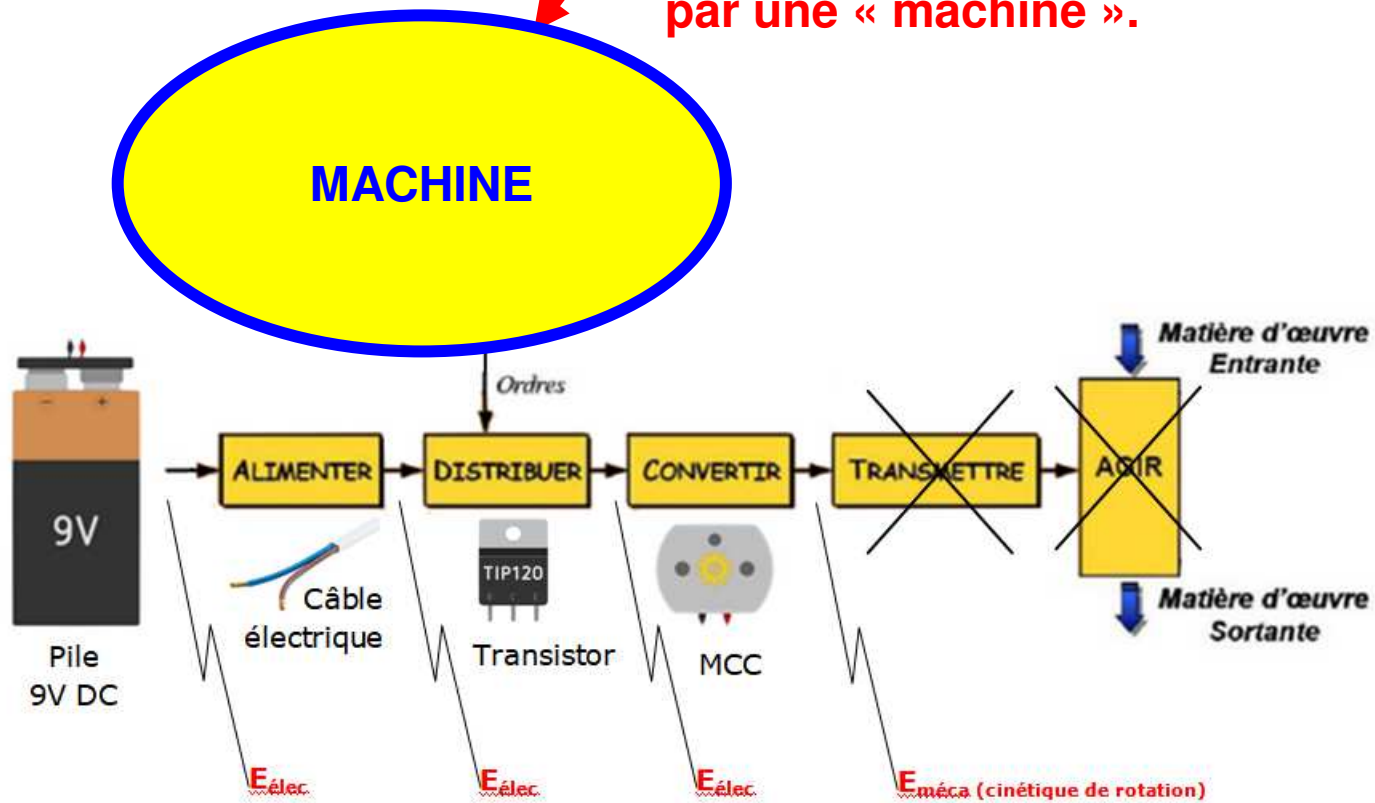 par une « machine ».
MACHINE
Ordres
Matière d'œuvre
Entrante
ALIMENTER
DISTRIBUER
CONVERTIR
TRANSMETTRE
AGIR
- +
9V
TIP120
Câble
électrique
Transistor
MCC
Matière d'œuvre
Sortante
Pile
9V DC
Eélec
Eélec
Eélec
Eméca (cinétique de rotation)